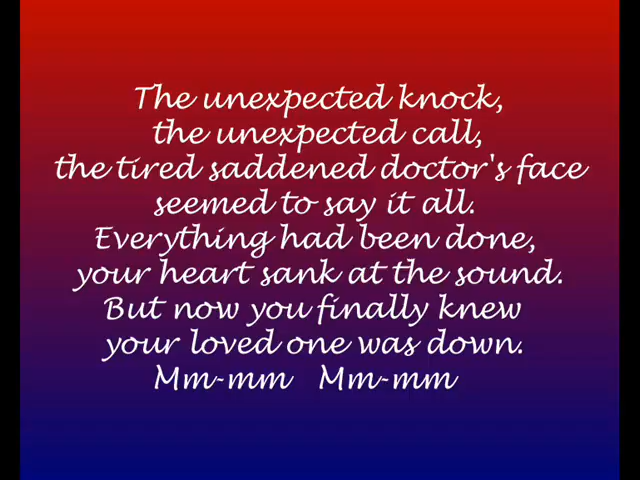 The unexpected knock,
the unexpected call,
the tired saddened doctor's face
seemed to say it all.
Everything had been done,
your heart sank at the sound.
But now you finally knew
your loved one was down.
Mm-mm Mm-mm